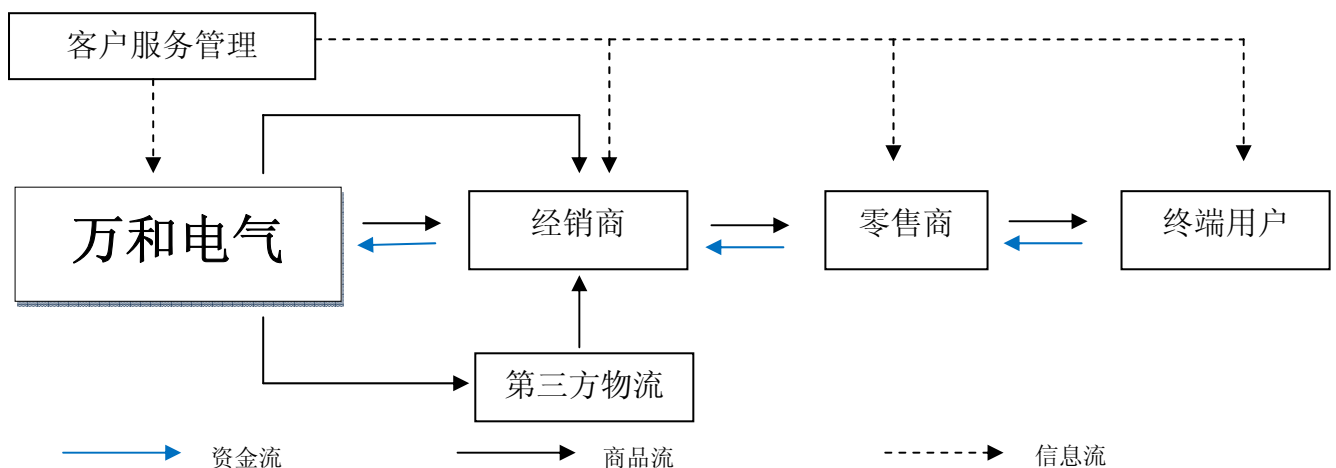 客户服务管理
万和电气
经销商
零售商
终端用户
第三方物流
资金流
商品流
信息流